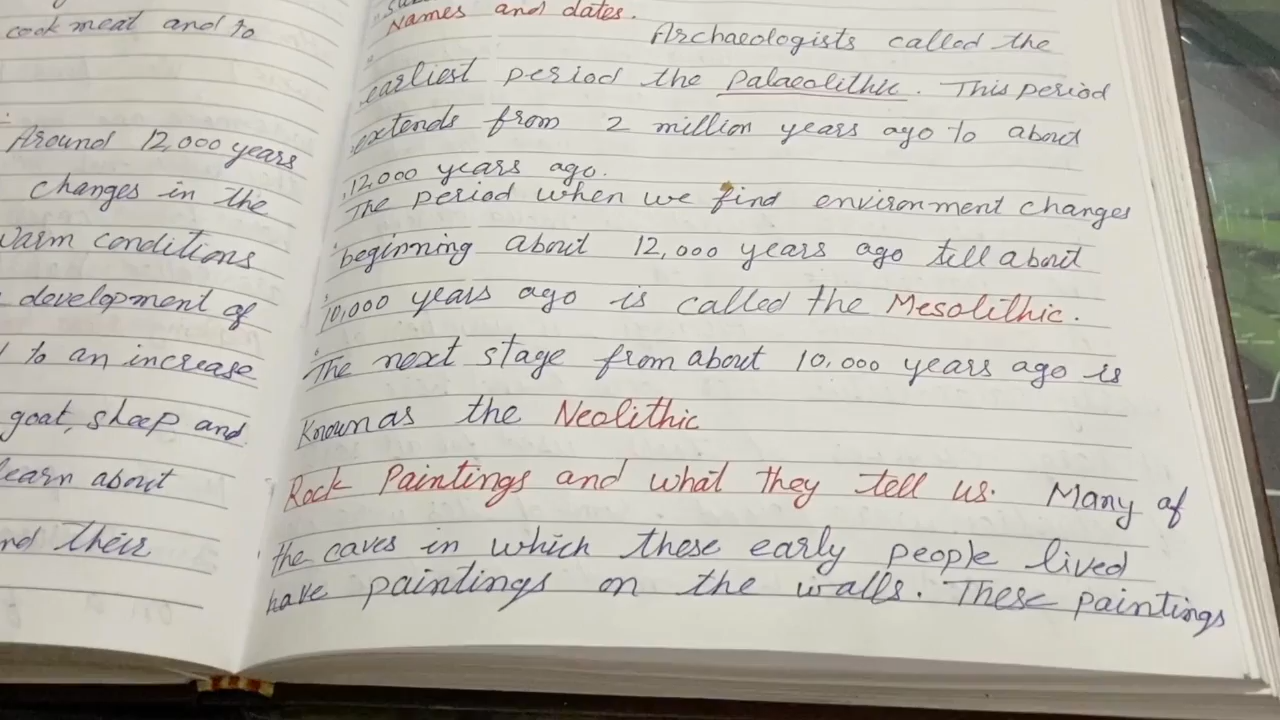 cook meat and to
Around 12,000 years
changes in the
Warm conditions
development of
to an increase
goat, sheep and
learn about
and their
Names and dates.
Archaeologists called the
earliest period the Palaeolithic. This period
extends from 2 million years ago to about
12,000 years ago.
The period when we find environment changes
beginning about 12,000 years ago till about
10,000 years ago is called the Mesolithic.
The next stage from about 10,000 years ago is
Known as the Neolithic
Rock Paintings and what they tell us. Many of
the caves in which these early people lived
have paintings on the walls. These paintings